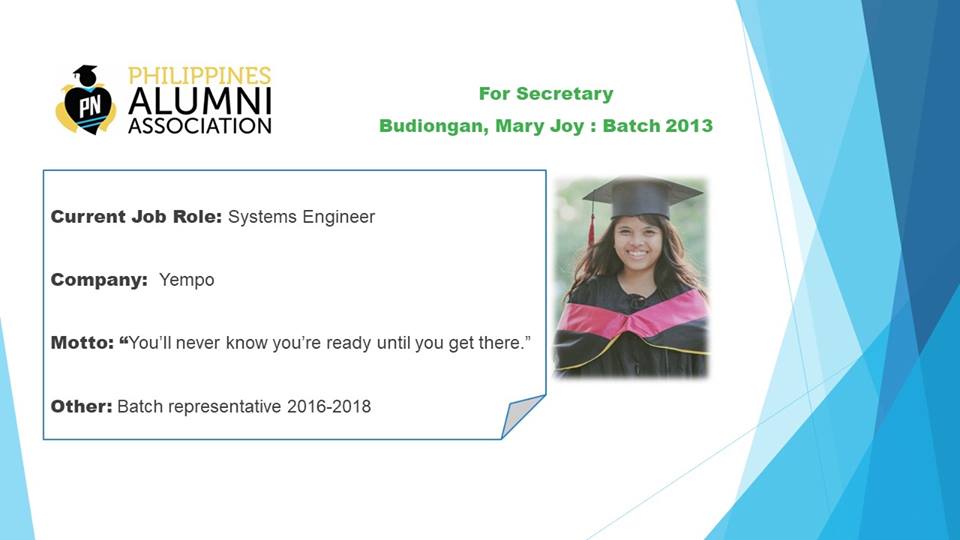 PN
PHILIPPINES
ALUMNI
ASSOCIATION
For Secretary
Budiongan, Mary Joy : Batch 2013
Current Job Role: Systems Engineer
Company: Yempo
Motto: “You’ll never know you’re ready until you get there.”
Other: Batch representative 2016-2018